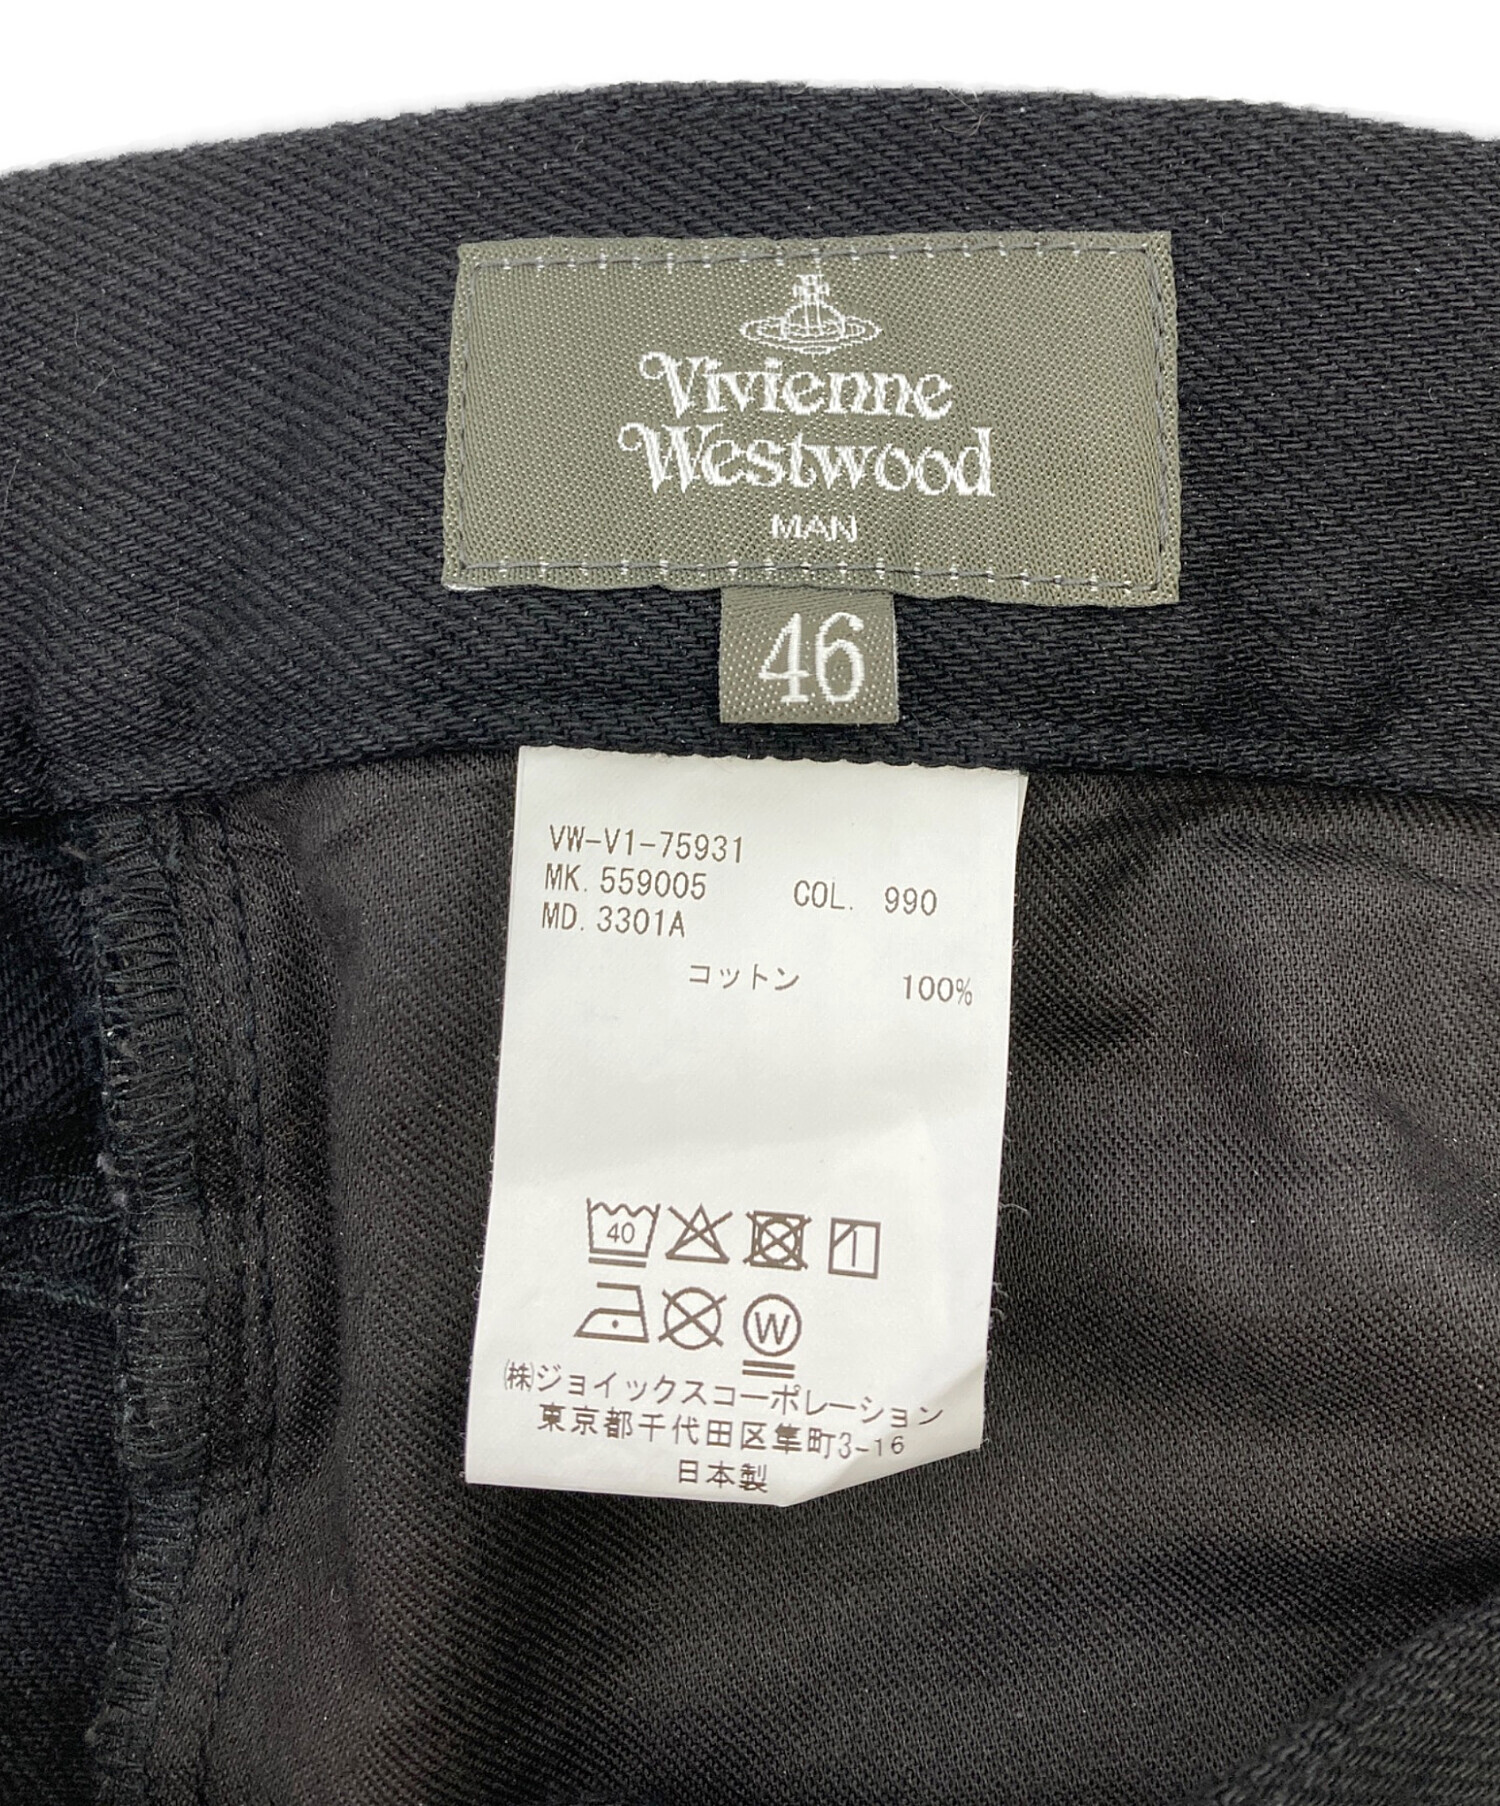 Vivienne
Westwood
MAN
46
VW-V1-75931
MK. 559005 COL. 990
MD. 3301A
コットン 100%
40
W
㈱ジョイックスコーポレーション
東京都千代田区隼町3-16
日本製